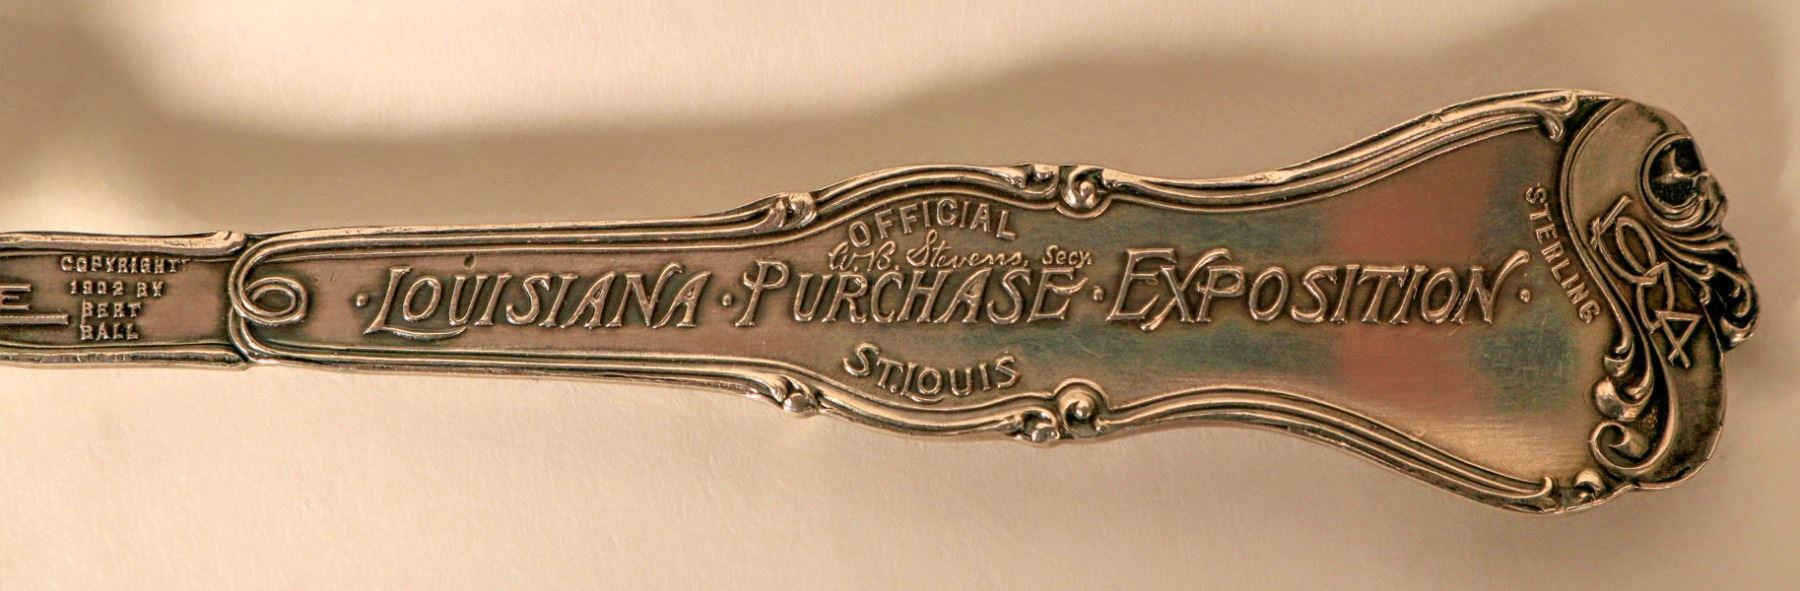 COPYRIGHT
1902 BY
BERT
BALL
E
OFFICIAL
W.B. Stevens, Secy.
·LOUISIANA·PURCHASE·EXPOSITION·
ST.LOUIS
STERLING
1904